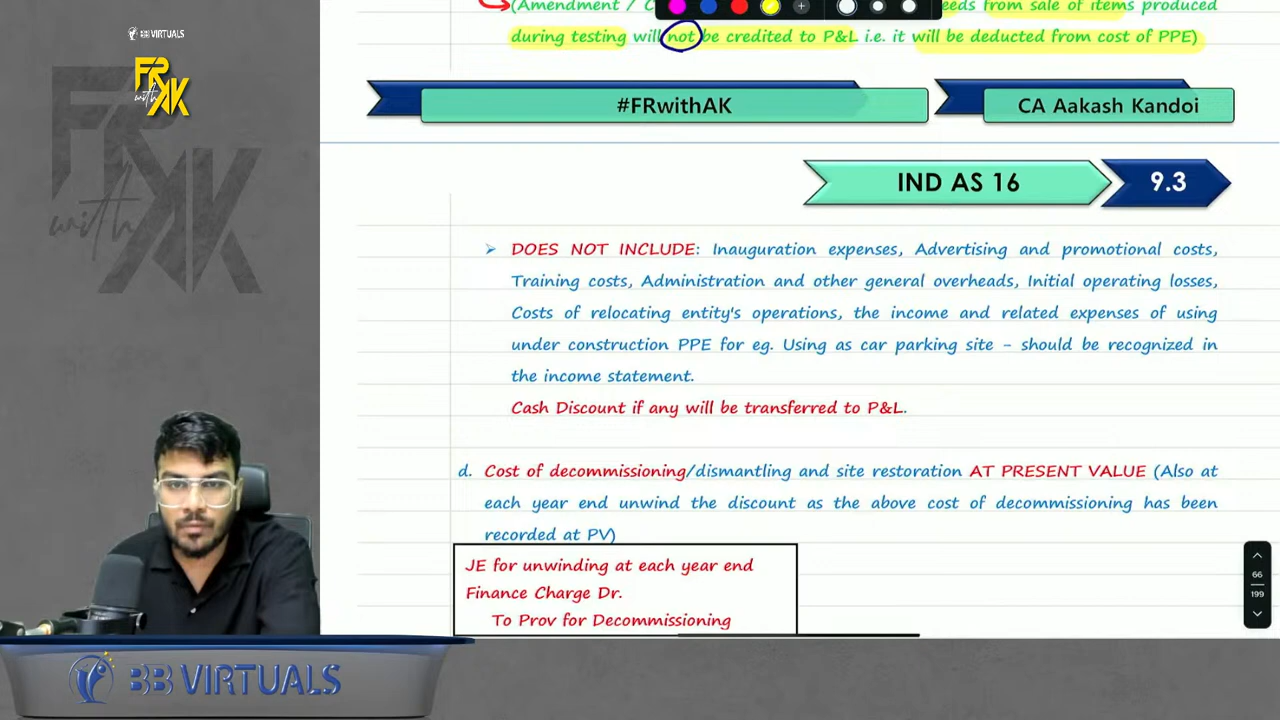 (Amendment / C
eeds from sale of items produced
during testing will not be credited to P&L i.e. it will be deducted from cost of PPE)
BB VIRTUALS
FR
with
AK
#FRwithAK
CA Aakash Kandoi
IND AS 16
9.3
DOES NOT INCLUDE: Inauguration expenses, Advertising and promotional costs,
Training costs, Administration and other general overheads, Initial operating losses,
Costs of relocating entity's operations, the income and related expenses of using
under construction PPE for eg. Using as car parking site – should be recognized in
the income statement.
Cash Discount if any will be transferred to P&L.
d. Cost of decommissioning/dismantling and site restoration AT PRESENT VALUE (Also at
each year end unwind the discount as the above cost of decommissioning has been
recorded at PV)
JE for unwinding at each year end
Finance Charge Dr.
To Prov for Decommissioning
66
199
FR
with
AK
BB VIRTUALS